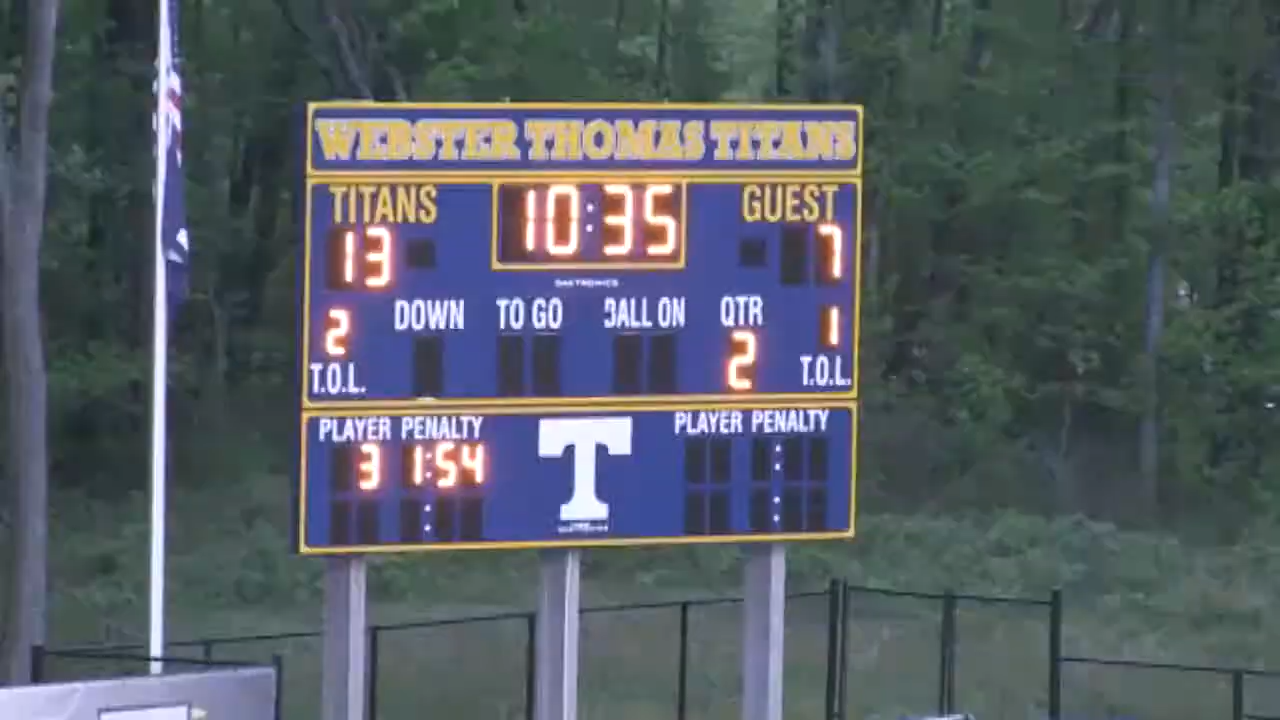 WEBSTER THOMAS TITANS
TITANS 10:35 GUEST
13 7
DAKTRONICS
2 DOWN TO GO BALL ON QTR 1
T.O.L. 2 T.O.L.
PLAYER PENALTY PLAYER PENALTY
3 1:54
T